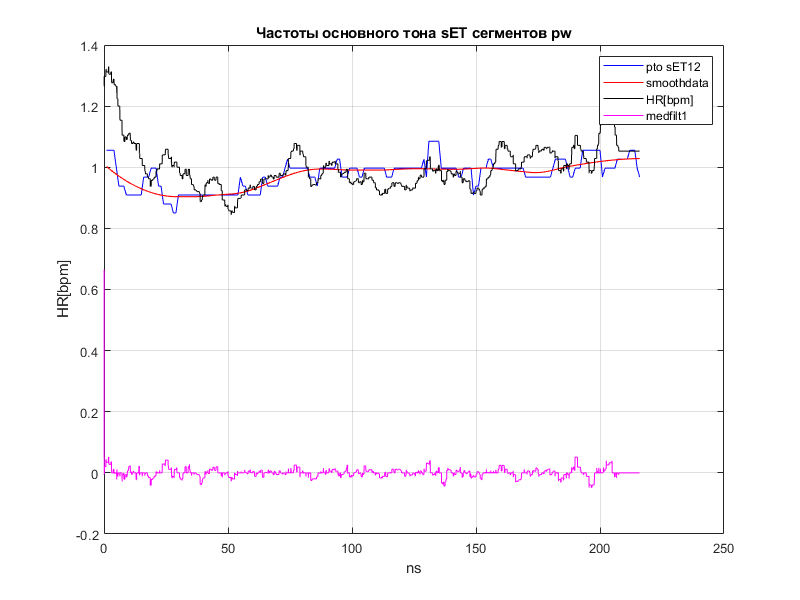 Частоты основного тона sET сегментов pw
pto sET12
smoothdata
HR[bpm]
medfilt1
1.4
1.2
1
0.8
0.6
0.4
0.2
0
-0.2
HR[bpm]
0
50
100
150
200
250
ns